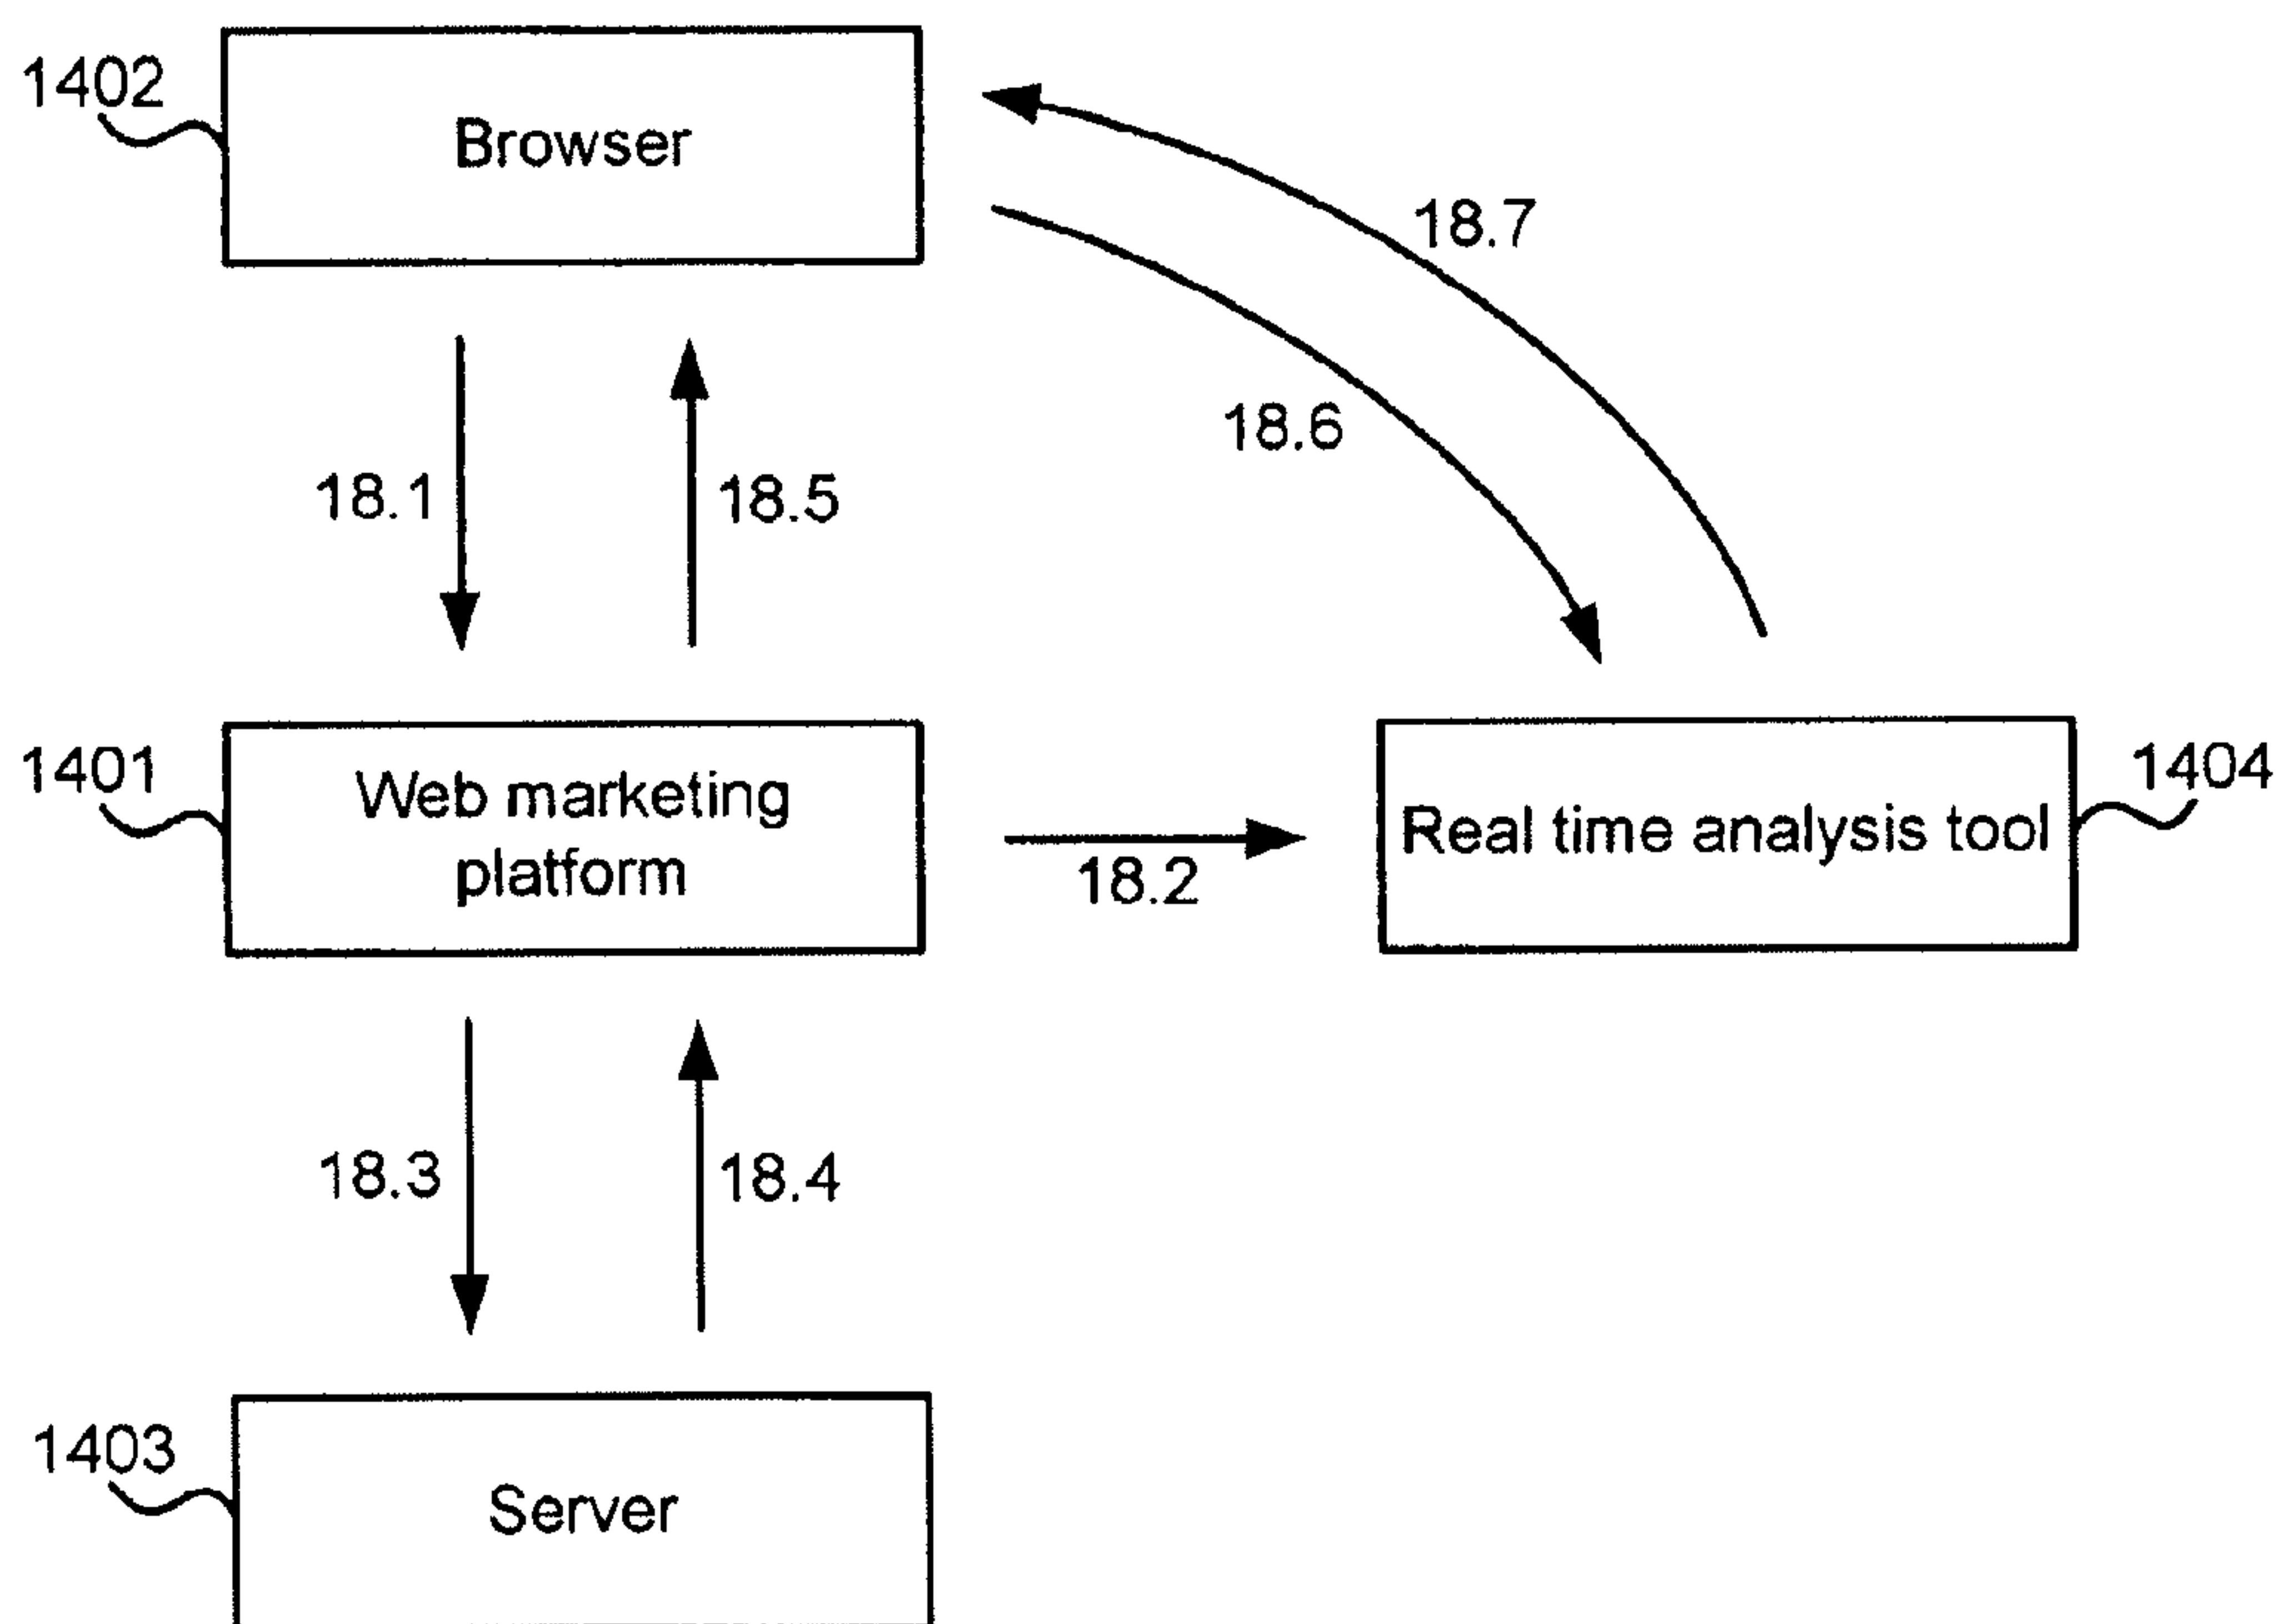 1402
Browser
18.7
18.6
18.1
18.5
1401
Web marketing
platform
18.2
Real time analysis tool
1404
18.3
18.4
1403
Server